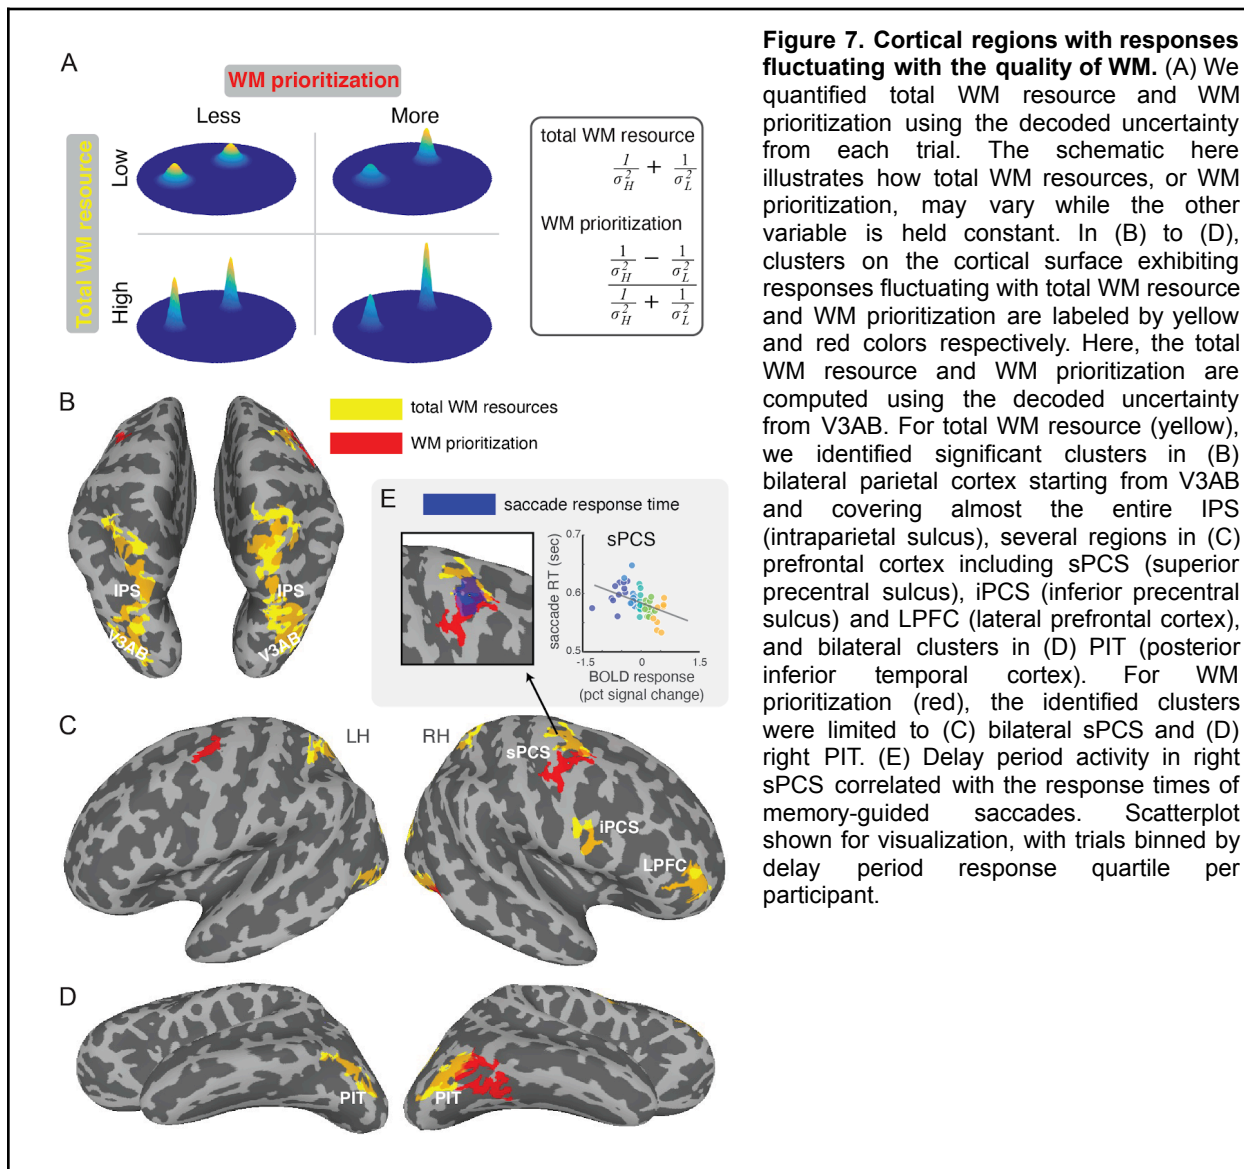 A
WM prioritization
Less
More
Total WM resource
Low
High
total WM resource
1/σ²_H + 1/σ²_L
WM prioritization
1/σ²_H − 1/σ²_L
1/σ²_H + 1/σ²_L
B
total WM resources
WM prioritization
IPS
IPS
V3AB
V3AB
E
saccade response time
sPCS
saccade RT (sec)
0.7
0.6
0.5
-1.5
0
1.5
BOLD response
(pct signal change)
C
LH
RH
sPCS
iPCS
LPFC
D
PIT
PIT
Figure 7. Cortical regions with responses
fluctuating with the quality of WM. (A) We
quantified total WM resource and WM
prioritization using the decoded uncertainty
from each trial. The schematic here
illustrates how total WM resources, or WM
prioritization, may vary while the other
variable is held constant. In (B) to (D),
clusters on the cortical surface exhibiting
responses fluctuating with total WM resource
and WM prioritization are labeled by yellow
and red colors respectively. Here, the total
WM resource and WM prioritization are
computed using the decoded uncertainty
from V3AB. For total WM resource (yellow),
we identified significant clusters in (B)
bilateral parietal cortex starting from V3AB
and covering almost the entire IPS
(intraparietal sulcus), several regions in (C)
prefrontal cortex including sPCS (superior
precentral sulcus), iPCS (inferior precentral
sulcus) and LPFC (lateral prefrontal cortex),
and bilateral clusters in (D) PIT (posterior
inferior temporal cortex). For WM
prioritization (red), the identified clusters
were limited to (C) bilateral sPCS and (D)
right PIT. (E) Delay period activity in right
sPCS correlated with the response times of
memory-guided saccades. Scatterplot
shown for visualization, with trials binned by
delay period response quartile per
participant.